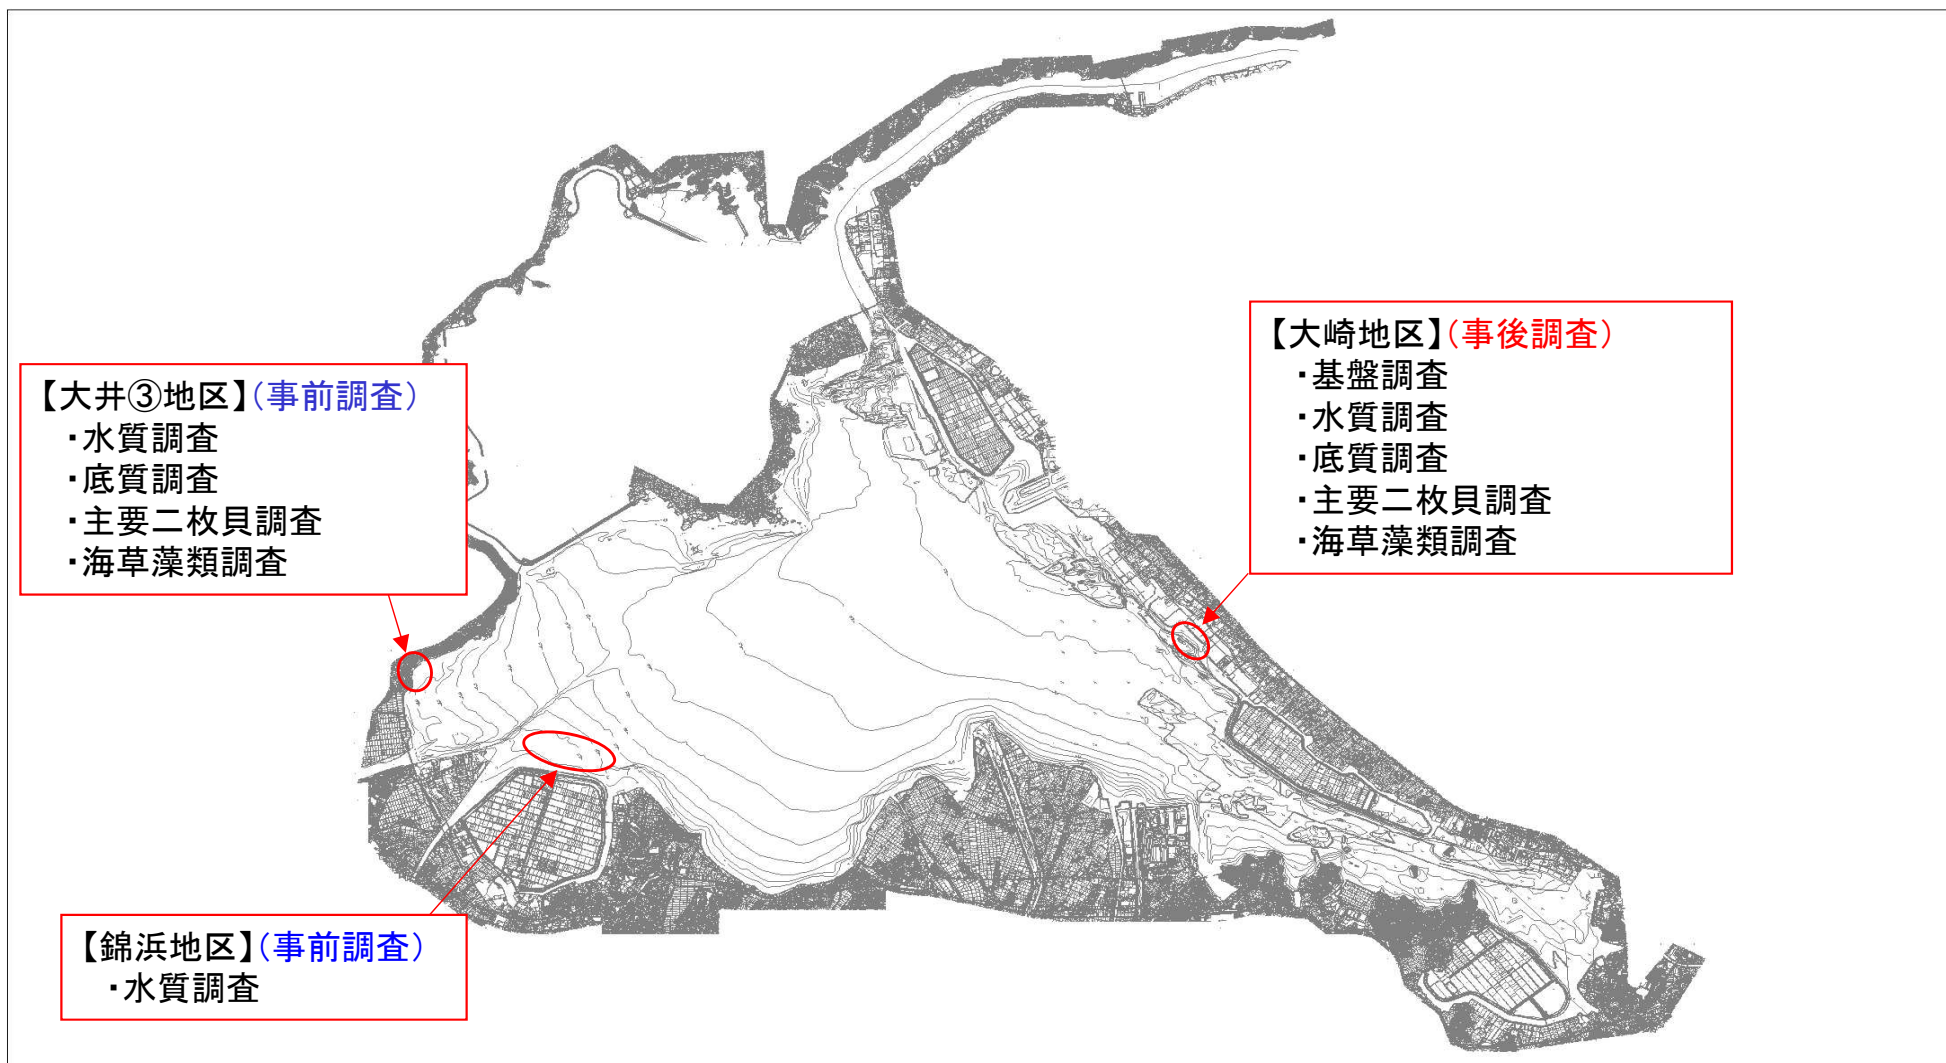 【大井③地区】(事前調査)
・水質調査
・底質調査
・主要二枚貝調査
・海草藻類調査
【大崎地区】(事後調査)
・基盤調査
・水質調査
・底質調査
・主要二枚貝調査
・海草藻類調査
【錦浜地区】(事前調査)
・水質調査